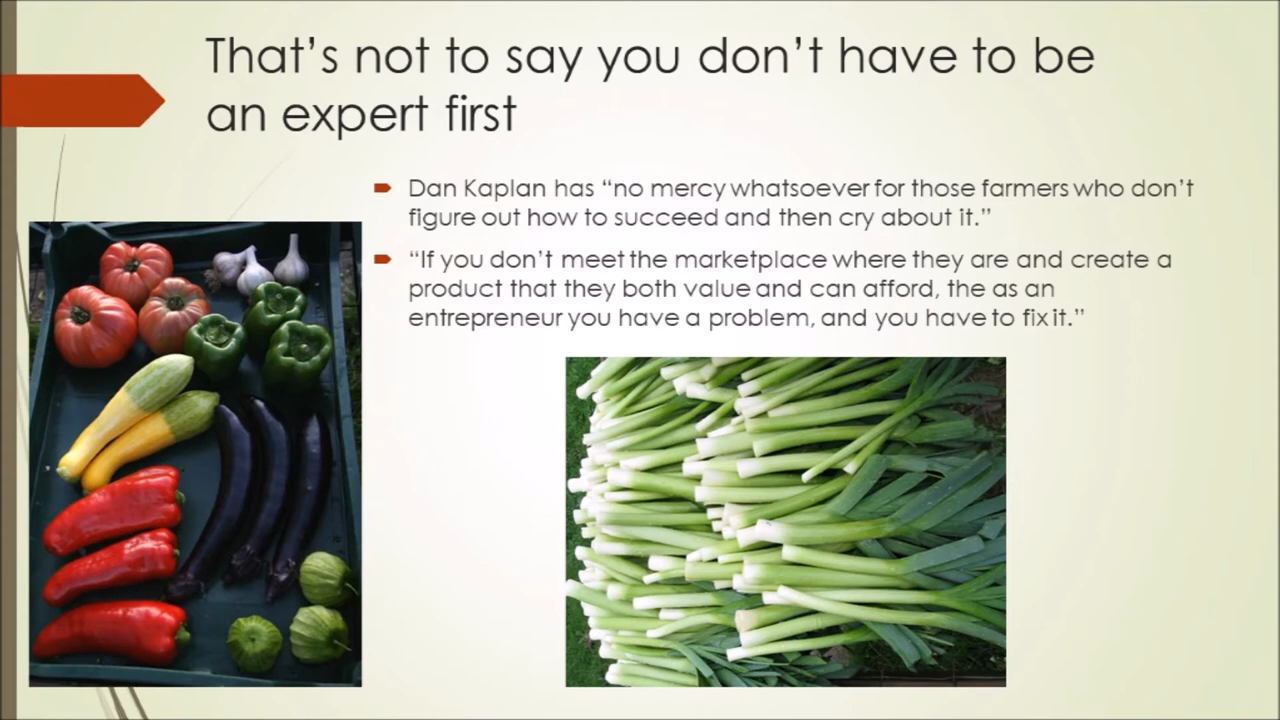 That’s not to say you don’t have to be
an expert first
Dan Kaplan has “no mercy whatsoever for those farmers who don’t
figure out how to succeed and then cry about it.”
“If you don’t meet the marketplace where they are and create a
product that they both value and can afford, the as an
entrepreneur you have a problem, and you have to fix it.”